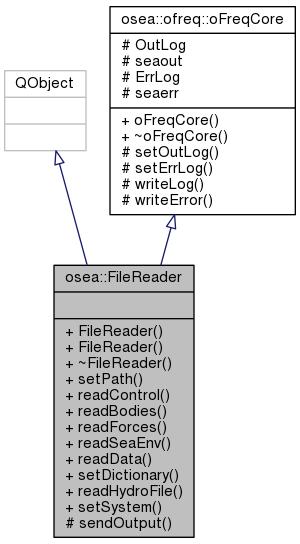 osea::ofreq::oFreqCore
# OutLog
# seaout
# ErrLog
# seaerr
+ oFreqCore()
+ ~oFreqCore()
# setOutLog()
# setErrLog()
# writeLog()
# writeError()
QObject
osea::FileReader
+ FileReader()
+ FileReader()
+ ~FileReader()
+ setPath()
+ readControl()
+ readBodies()
+ readForces()
+ readSeaEnv()
+ readData()
+ setDictionary()
+ readHydroFile()
+ setSystem()
# sendOutput()